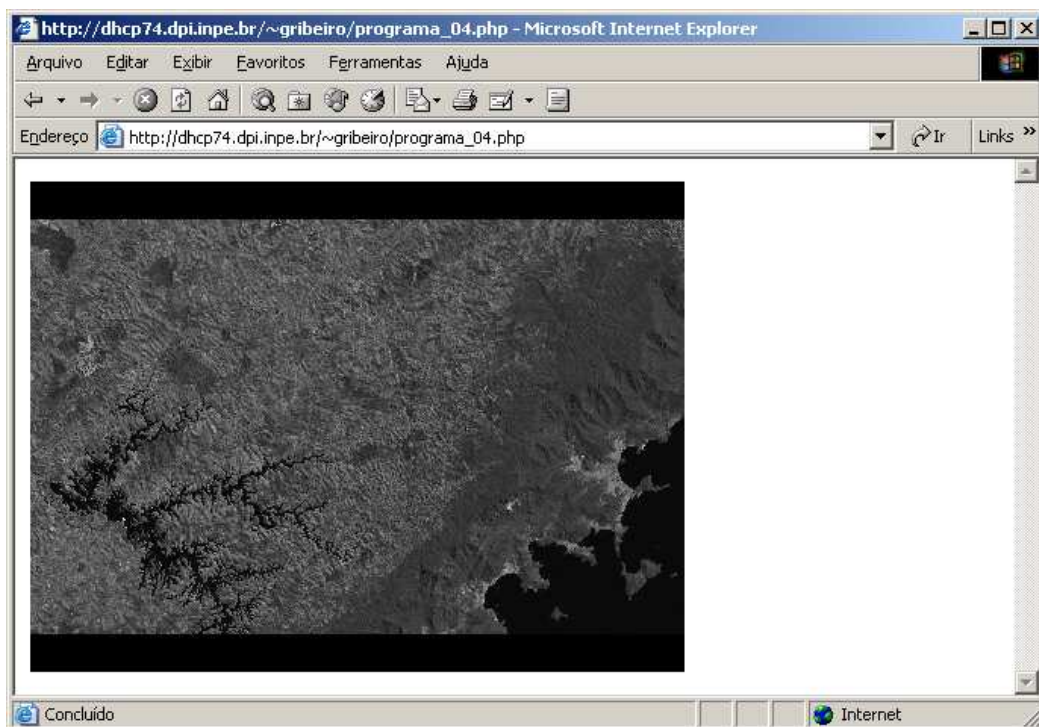 http://dhcp74.dpi.inpe.br/~gribeiro/programa_04.php - Microsoft Internet Explorer
Arquivo Editar Exibir Favoritos Ferramentas Ajuda
Endereço http://dhcp74.dpi.inpe.br/~gribeiro/programa_04.php Ir Links »
Concluído Internet